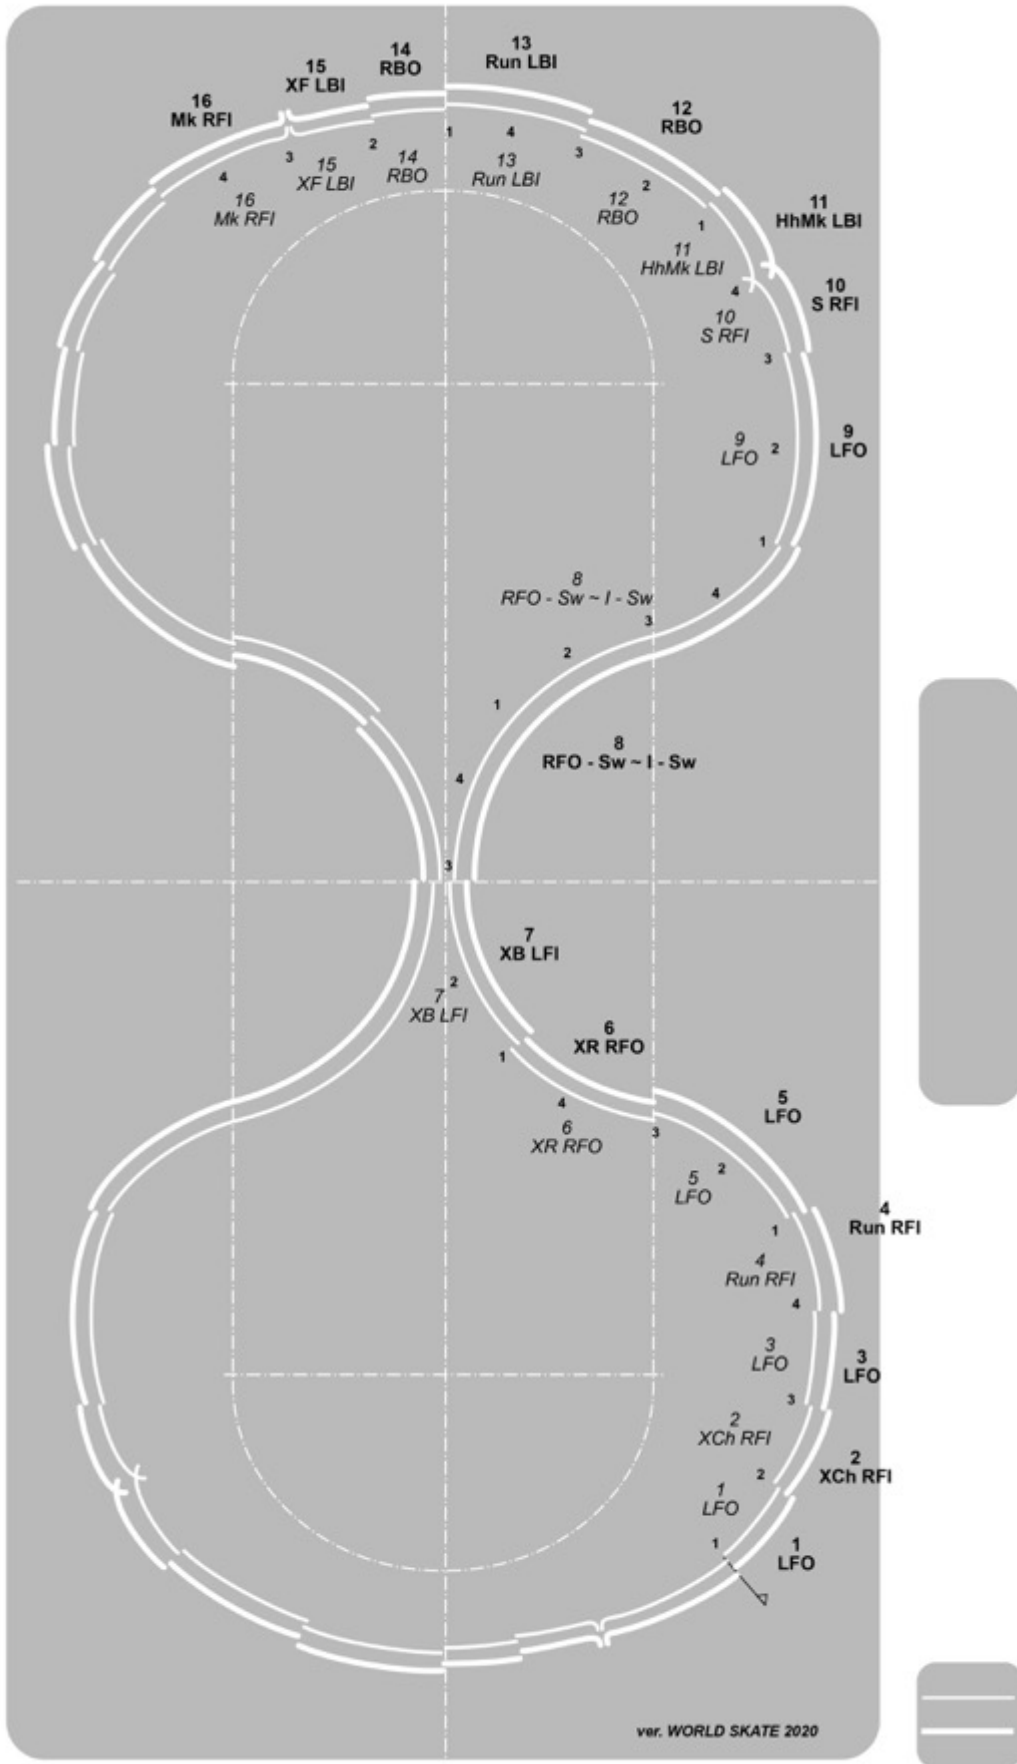 13
Run LBI
14
RBO
15
XF LBI
16
Mk RFI
12
RBO
1
4
3
2
3
4
2
1
13
Run LBI
14
RBO
15
XF LBI
16
Mk RFI
12
RBO
11
HhMk LBI
11
HhMk LBI
10
S RFI
4
10
S RFI
3
9
LFO
2
9
LFO
1
8
RFO - Sw ~ I - Sw
4
3
2
1
8
RFO - Sw ~ I - Sw
4
3
7
XB LFI
2
7
XB LFI
6
XR RFO
1
4
6
XR RFO
5
LFO
3
2
5
LFO
1
4
Run RFI
4
Run RFI
4
3
LFO
3
LFO
3
2
XCh RFI
2
XCh RFI
2
1
LFO
1
1
LFO
ver. WORLD SKATE 2020